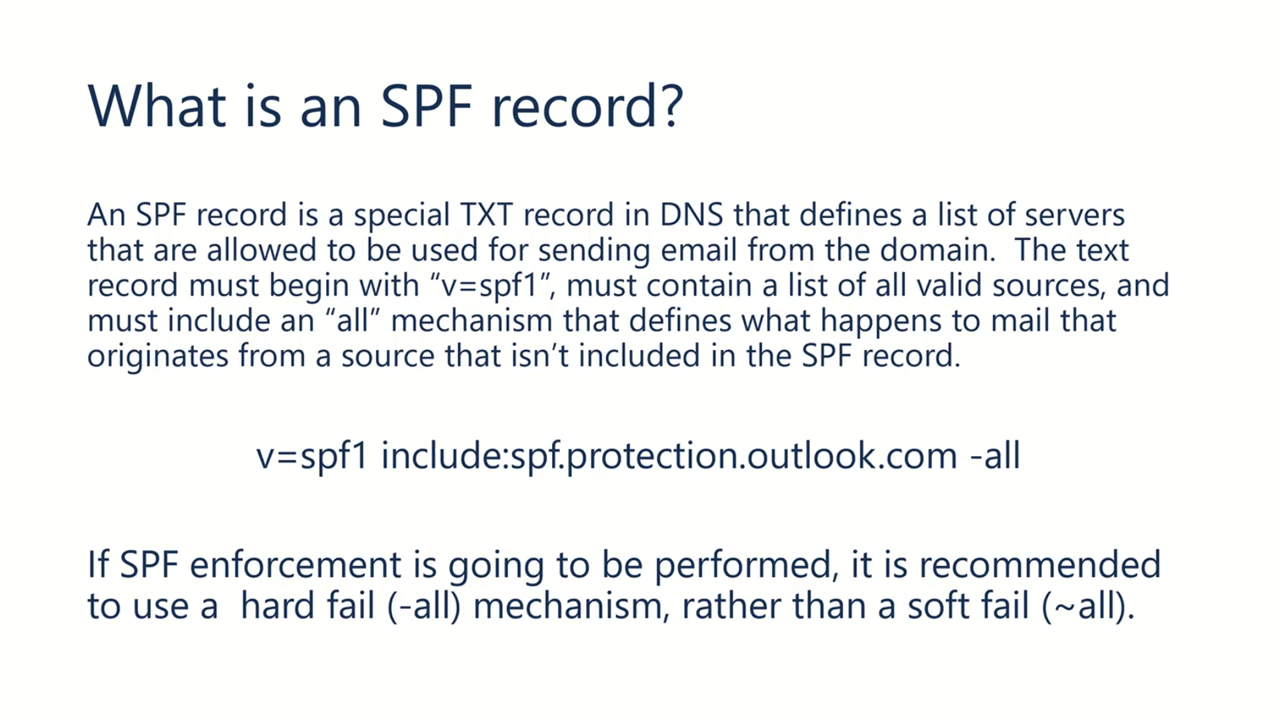 What is an SPF record?
An SPF record is a special TXT record in DNS that defines a list of servers
that are allowed to be used for sending email from the domain.  The text
record must begin with “v=spf1”, must contain a list of all valid sources, and
must include an “all” mechanism that defines what happens to mail that
originates from a source that isn’t included in the SPF record.
v=spf1 include:spf.protection.outlook.com -all
If SPF enforcement is going to be performed, it is recommended
to use a  hard fail (-all) mechanism, rather than a soft fail (~all).